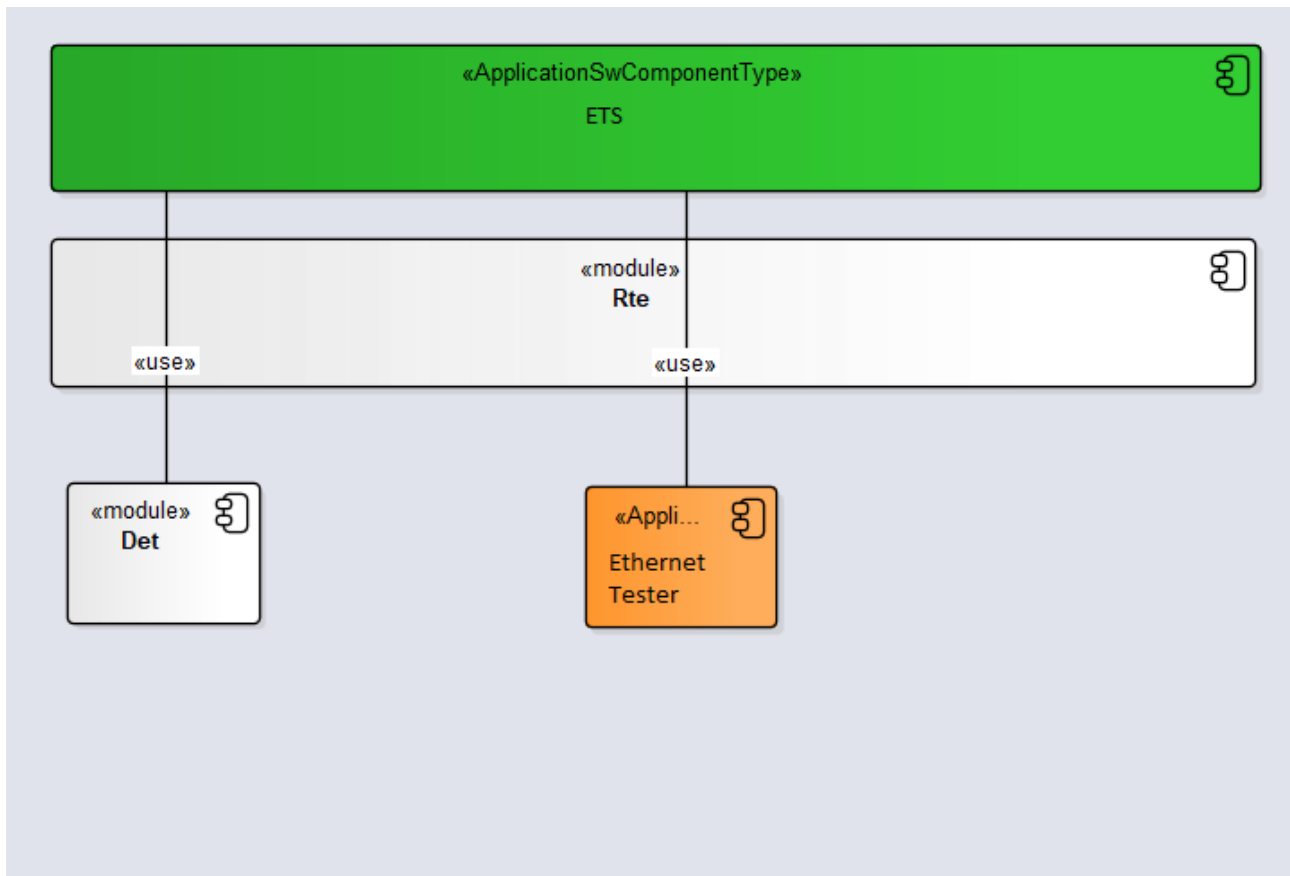 «ApplicationSwComponentType»
ETS
«module»
Rte
«use»
«use»
«module»
Det
«Appli...
Ethernet
Tester